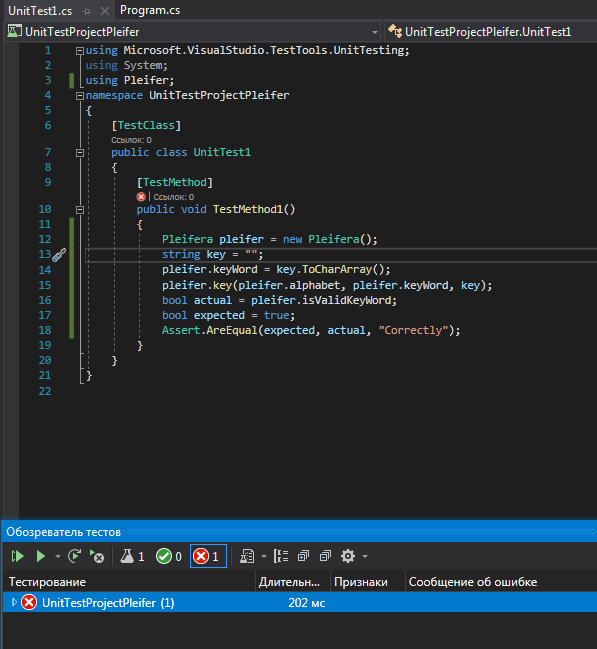 UnitTest1.cs Program.cs
UnitTestProjectPleifer UnitTestProjectPleifer.UnitTest1
1 using Microsoft.VisualStudio.TestTools.UnitTesting;
2 using System;
3 using Pleifer;
4 namespace UnitTestProjectPleifer
5 {
6 [TestClass]
Ссылок: 0
7 public class UnitTest1
8 {
9 [TestMethod]
| Ссылок: 0
10 public void TestMethod1()
11 {
12 Pleifera pleifer = new Pleifera();
13 string key = "";
14 pleifer.keyWord = key.ToCharArray();
15 pleifer.key(pleifer.alphabet, pleifer.keyWord, key);
16 bool actual = pleifer.isValidKeyWord;
17 bool expected = true;
18 Assert.AreEqual(expected, actual, "Correctly");
19 }
20 }
21 }
22
Обозреватель тестов
1 0 1
Тестирование Длительн... Признаки Сообщение об ошибке
UnitTestProjectPleifer (1) 202 мс